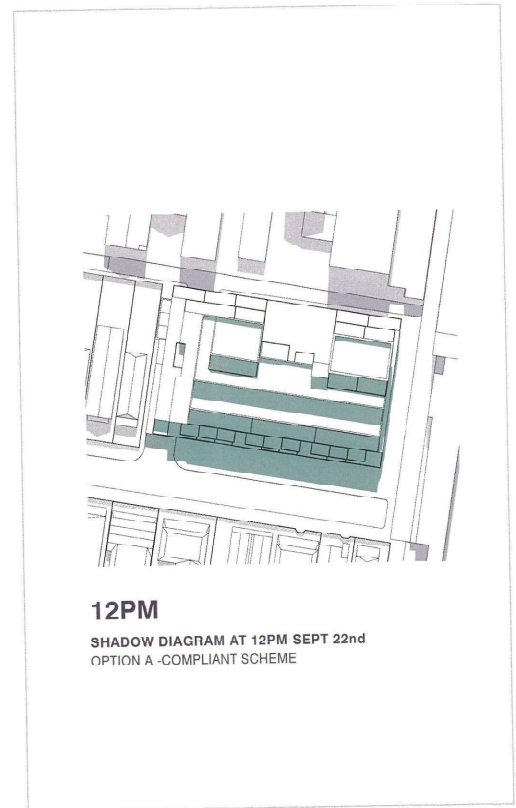 12PM
SHADOW DIAGRAM AT 12PM SEPT 22nd
OPTION A -COMPLIANT SCHEME